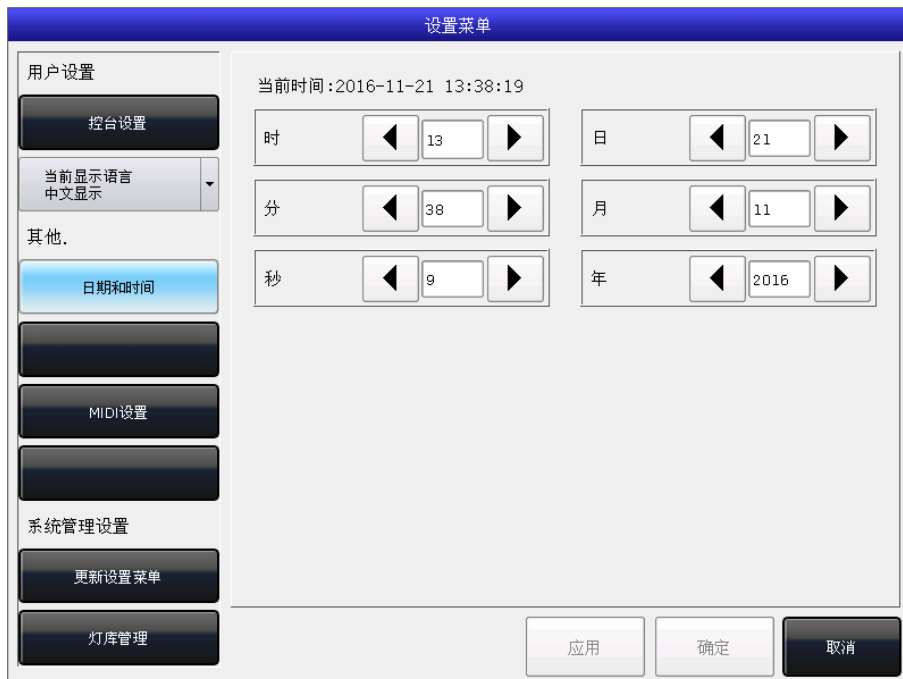 设置菜单
用户设置
控台设置
当前显示语言
中文显示
其他.
日期和时间
MIDI设置
系统管理设置
更新设置菜单
灯库管理
当前时间:2016-11-21 13:38:19
时 13 日 21
分 38 月 11
秒 9 年 2016
应用 确定 取消